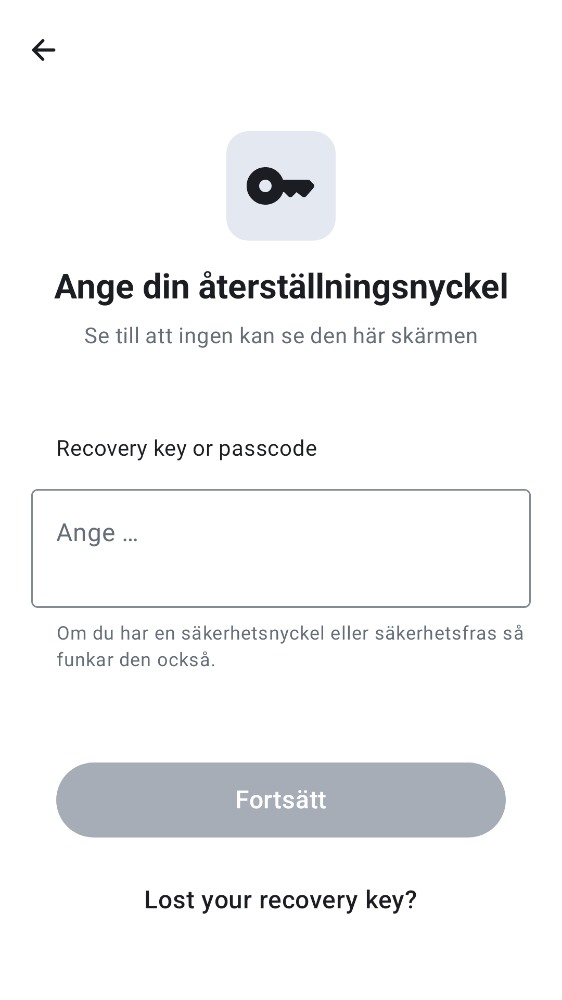 Ange din återställningsnyckel
Se till att ingen kan se den här skärmen
Recovery key or passcode
Ange …
Om du har en säkerhetsnyckel eller säkerhetsfras så
funkar den också.
Fortsätt
Lost your recovery key?